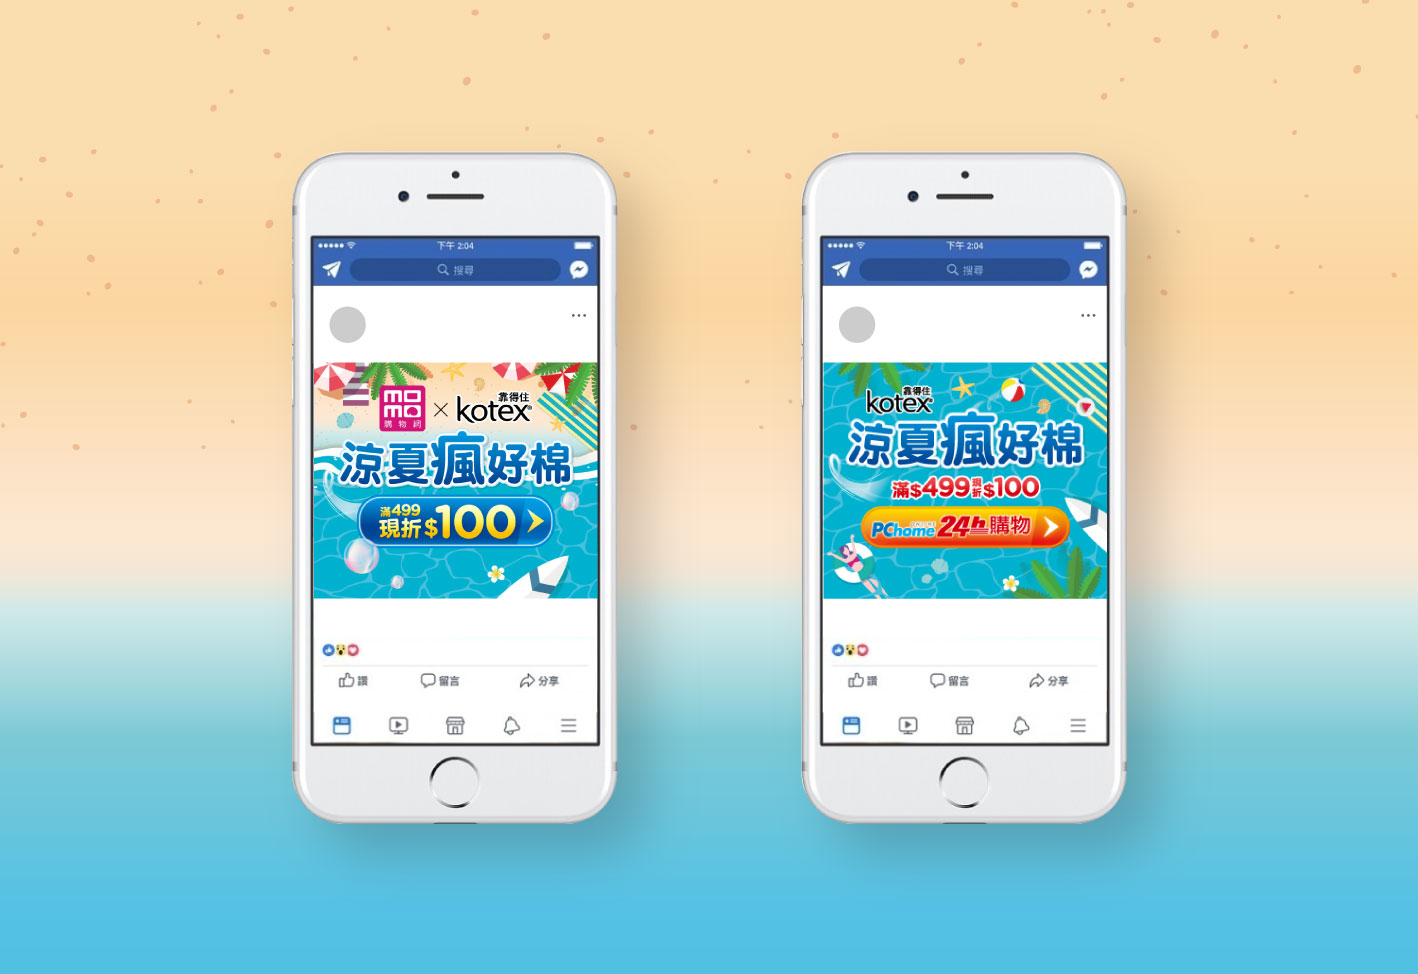 下午 2:04
搜尋
momo
購物網
×
靠得住
kotex®
涼夏瘋好棉
滿499
現折$100
讚
留言
分享
下午 2:04
搜尋
靠得住
kotex®
涼夏瘋好棉
滿$499現折$100
PChome 24h購物
ONLINE
讚
留言
分享